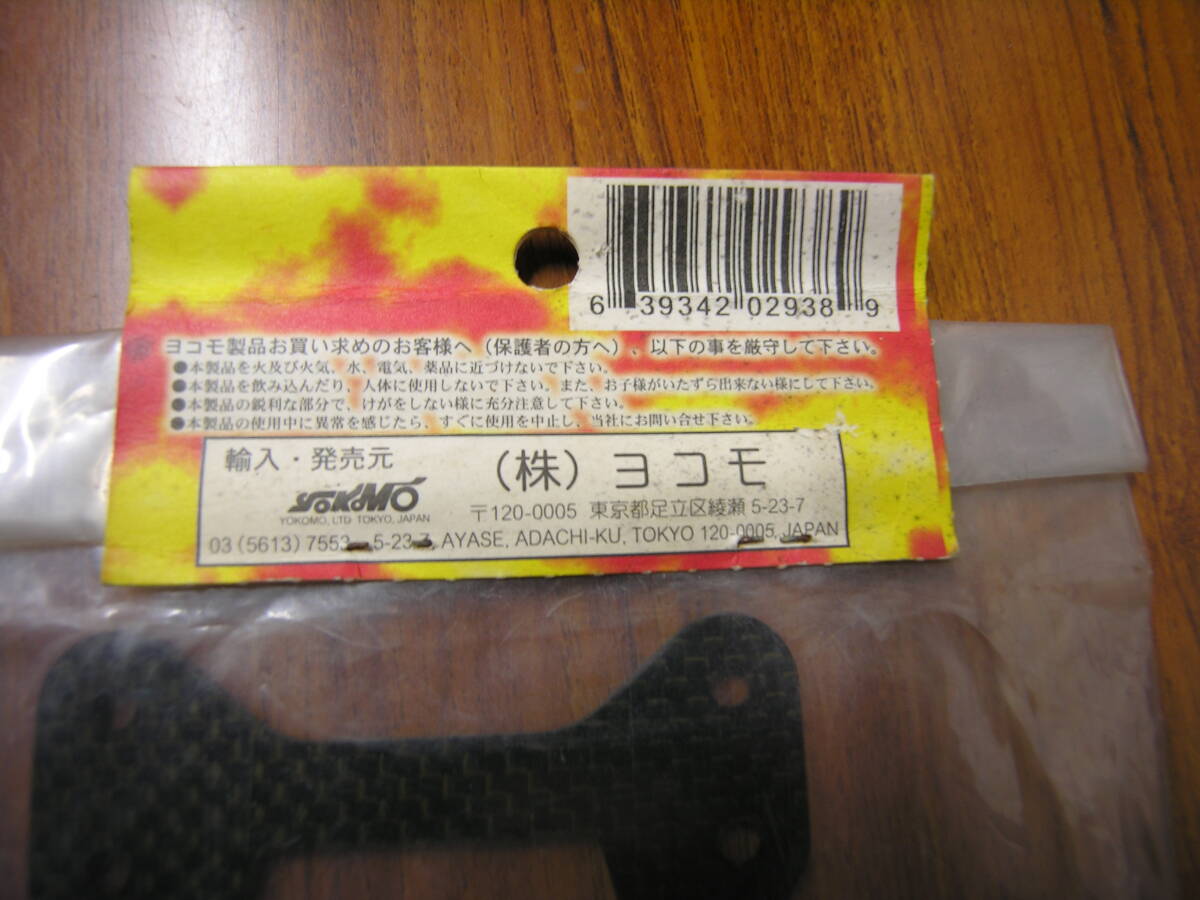 6 39342 02938 9
ヨコモ製品お買い求めのお客様へ（保護者の方へ）、以下の事を厳守して下さい。
●本製品を火及び火気、水、電気、薬品に近づけないで下さい。
●本製品を飲み込んだり、人体に使用しないで下さい。また、お子様がいたずら出来ない様にして下さい。
●本製品の鋭利な部分で、けがをしない様に充分注意して下さい。
●本製品の使用中に異常を感じたら、すぐに使用を中止し、当社にお問い合せ下さい。
輸入・発売元
（株）ヨコモ
YOKOMO
YOKOMO, LTD TOKYO, JAPAN
〒120-0005 東京都足立区綾瀬 5-23-7
03 (5613) 7553 5-23-7, AYASE, ADACHI-KU, TOKYO 120-0005, JAPAN